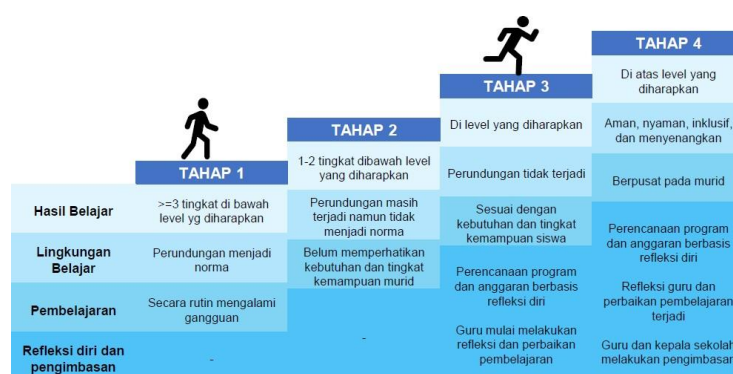 TAHAP 1
TAHAP 2
TAHAP 3
TAHAP 4
Hasil Belajar
>=3 tingkat di bawah
level yg diharapkan
1-2 tingkat dibawah level
yang diharapkan
Di level yang diharapkan
Di atas level yang
diharapkan
Lingkungan
Belajar
Perundungan menjadi
norma
Perundungan masih
terjadi namun tidak
menjadi norma
Perundungan tidak terjadi
Aman, nyaman, inklusif,
dan menyenangkan
Pembelajaran
Secara rutin mengalami
gangguan
Belum memperhatikan
kebutuhan dan tingkat
kemampuan murid
Sesuai dengan
kebutuhan dan tingkat
kemampuan siswa
Berpusat pada murid
Refleksi diri dan
pengimbasan
-
-
Perencanaan program
dan anggaran berbasis
refleksi diri
Guru mulai melakukan
refleksi dan perbaikan
pembelajaran
Perencanaan program
dan anggaran berbasis
refleksi diri
Refleksi guru dan
perbaikan pembelajaran
terjadi
Guru dan kepala sekolah
melakukan pengimbasan